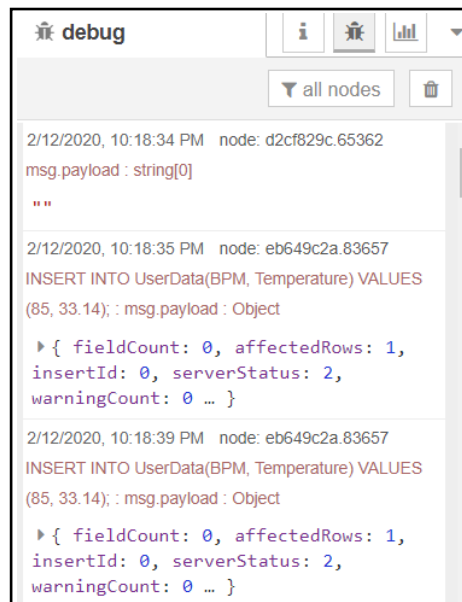 debug
i
all nodes
2/12/2020, 10:18:34 PM node: d2cf829c.65362
msg.payload : string[0]
""
2/12/2020, 10:18:35 PM node: eb649c2a.83657
INSERT INTO UserData(BPM, Temperature) VALUES
(85, 33.14); : msg.payload : Object
{ fieldCount: 0, affectedRows: 1,
insertId: 0, serverStatus: 2,
warningCount: 0 … }
2/12/2020, 10:18:39 PM node: eb649c2a.83657
INSERT INTO UserData(BPM, Temperature) VALUES
(85, 33.14); : msg.payload : Object
{ fieldCount: 0, affectedRows: 1,
insertId: 0, serverStatus: 2,
warningCount: 0 … }